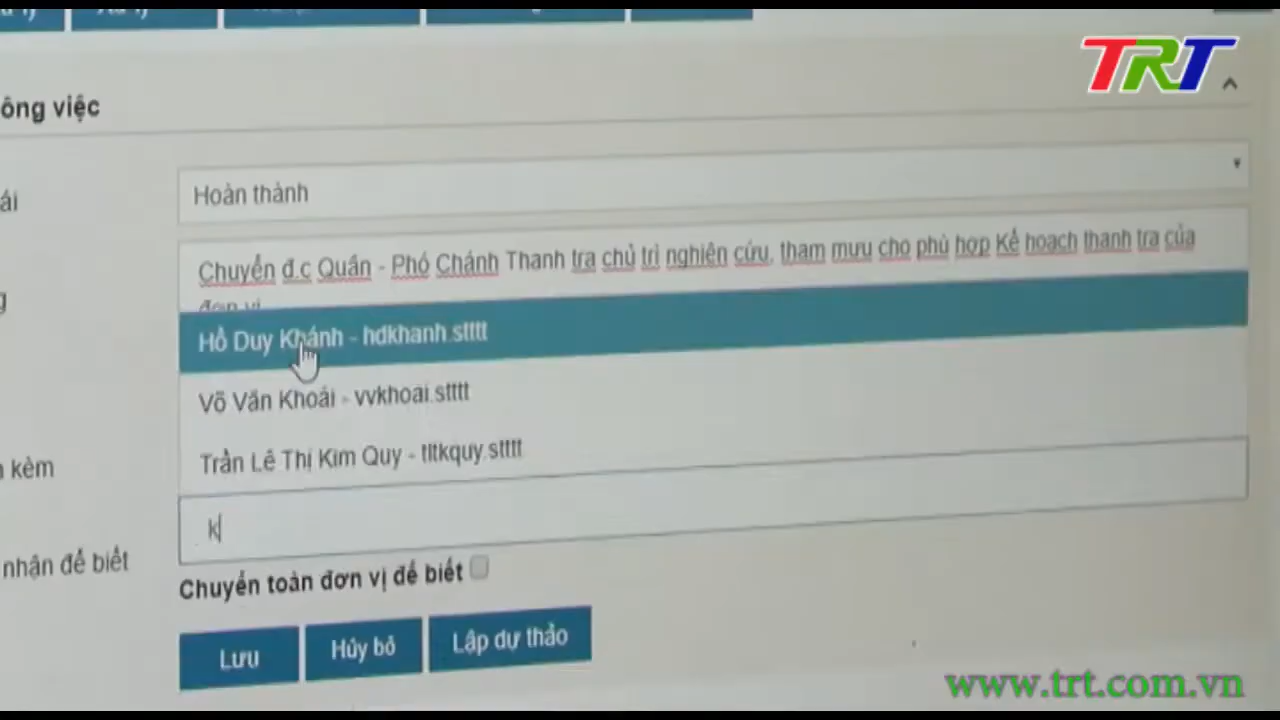 TRT
ông việc
ái
Hoàn thành
Chuyển đ.c Quân - Phó Chánh Thanh tra chủ trì nghiên cứu, tham mưu cho phù hợp Kế hoạch thanh tra của
đơn vị
g
Hồ Duy Khánh - hdkhanh.stttt
Võ Văn Khoái - vvkhoai.stttt
Trần Lê Thị Kim Quy - tltkquy.stttt
kèm
k
nhận để biết
Chuyển toàn đơn vị để biết
Lưu
Hủy bỏ
Lập dự thảo
www.trt.com.vn